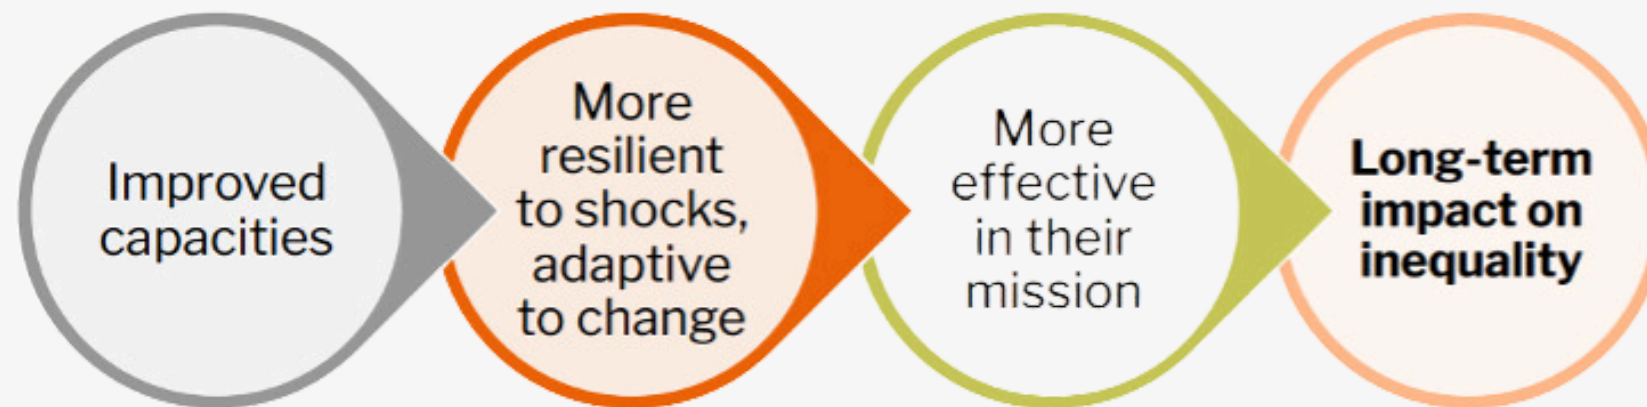 Improved
capacities
More
resilient
to shocks,
adaptive
to change
More
effective
in their
mission
Long-term
impact on
inequality